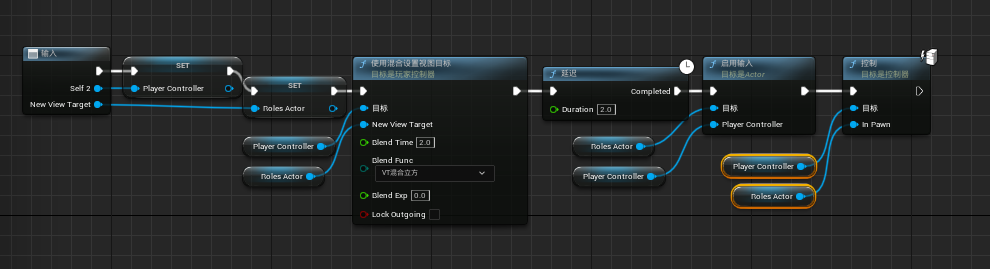 输入
Self 2
New View Target
SET
Player Controller
SET
Roles Actor
Player Controller
Roles Actor
使用混合设置视图目标
目标是玩家控制器
目标
New View Target
Blend Time 2.0
Blend Func
VT混合立方
Blend Exp 0.0
Lock Outgoing
延迟
Completed
Duration 2.0
Roles Actor
Player Controller
启用输入
目标是Actor
目标
Player Controller
Player Controller
Roles Actor
控制
目标是控制器
目标
In Pawn